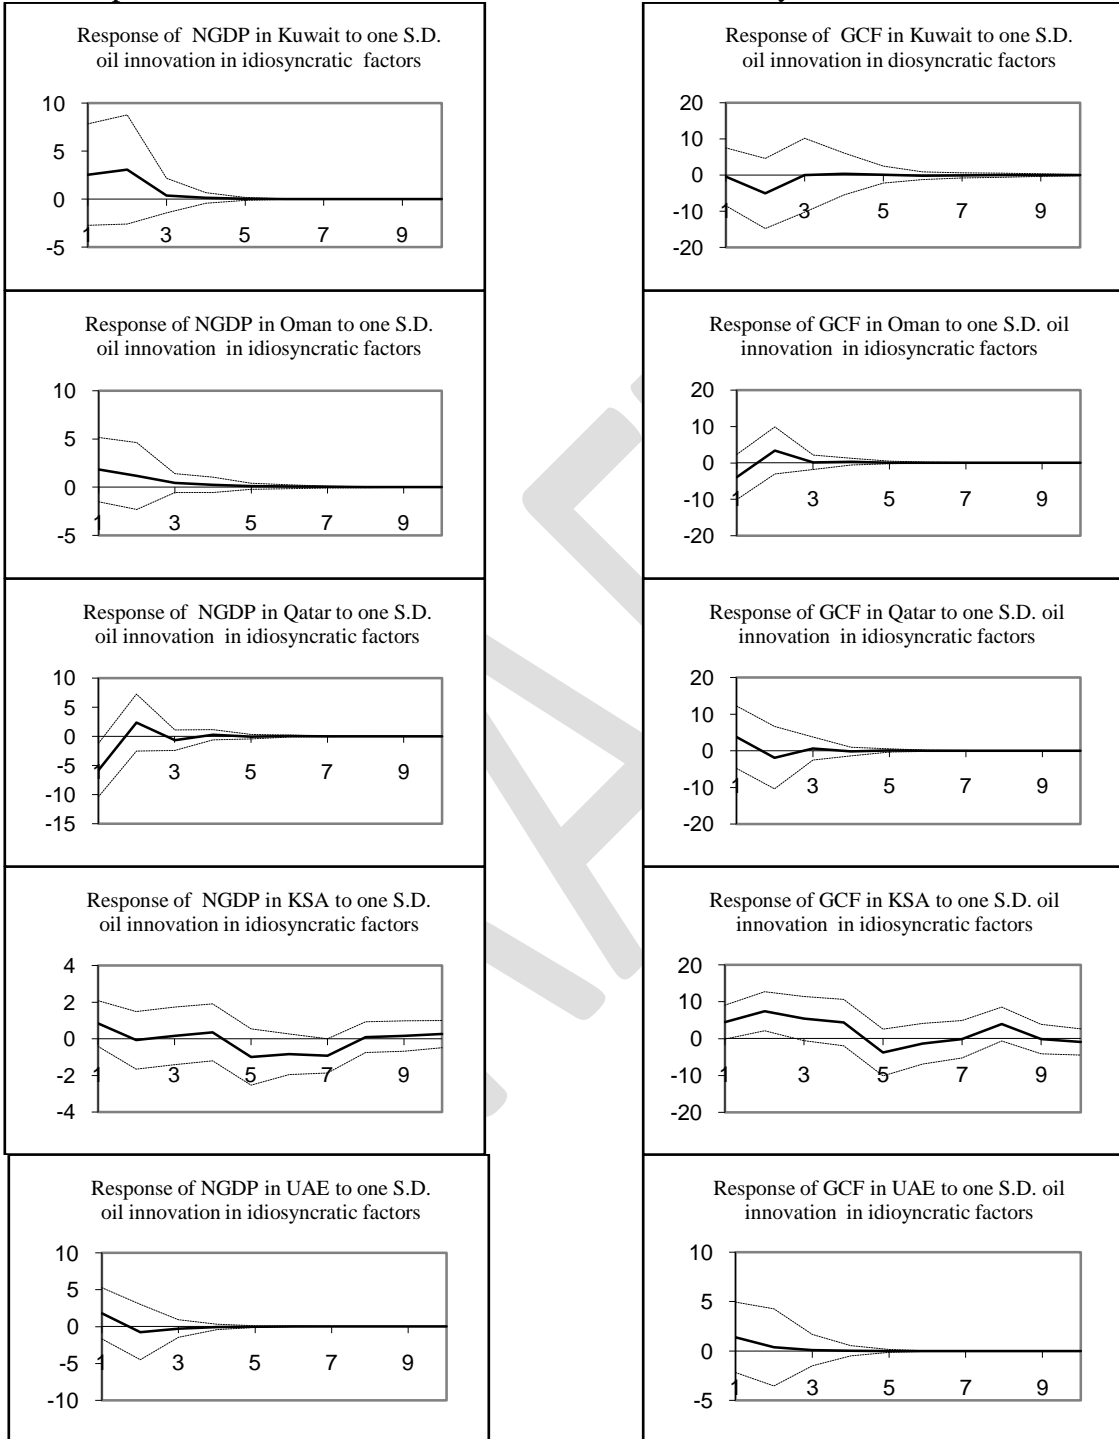 Response of NGDP in Kuwait to one S.D.
oil innovation in idiosyncratic factors
10
5
0
-5
1 3 5 7 9
Response of GCF in Kuwait to one S.D.
oil innovation in diosyncratic factors
20
10
0
-10
-20
1 3 5 7 9
Response of NGDP in Oman to one S.D.
oil innovation in idiosyncratic factors
10
5
0
-5
1 3 5 7 9
Response of GCF in Oman to one S.D. oil
innovation in idiosyncratic factors
20
10
0
-10
-20
1 3 5 7 9
Response of NGDP in Qatar to one S.D.
oil innovation in idiosyncratic factors
10
5
0
-5
-10
-15
1 3 5 7 9
Response of GCF in Qatar to one S.D. oil
innovation in idiosyncratic factors
20
10
0
-10
-20
1 3 5 7 9
Response of NGDP in KSA to one S.D.
oil innovation in idiosyncratic factors
4
2
0
-2
-4
1 3 5 7 9
Response of GCF in KSA to one S.D. oil
innovation in idiosyncratic factors
20
10
0
-10
-20
1 3 5 7 9
Response of NGDP in UAE to one S.D.
oil innovation in idiosyncratic factors
10
5
0
-5
-10
1 3 5 7 9
Response of GCF in UAE to one S.D. oil
innovation in idioyncratic factors
10
5
0
-5
1 3 5 7 9